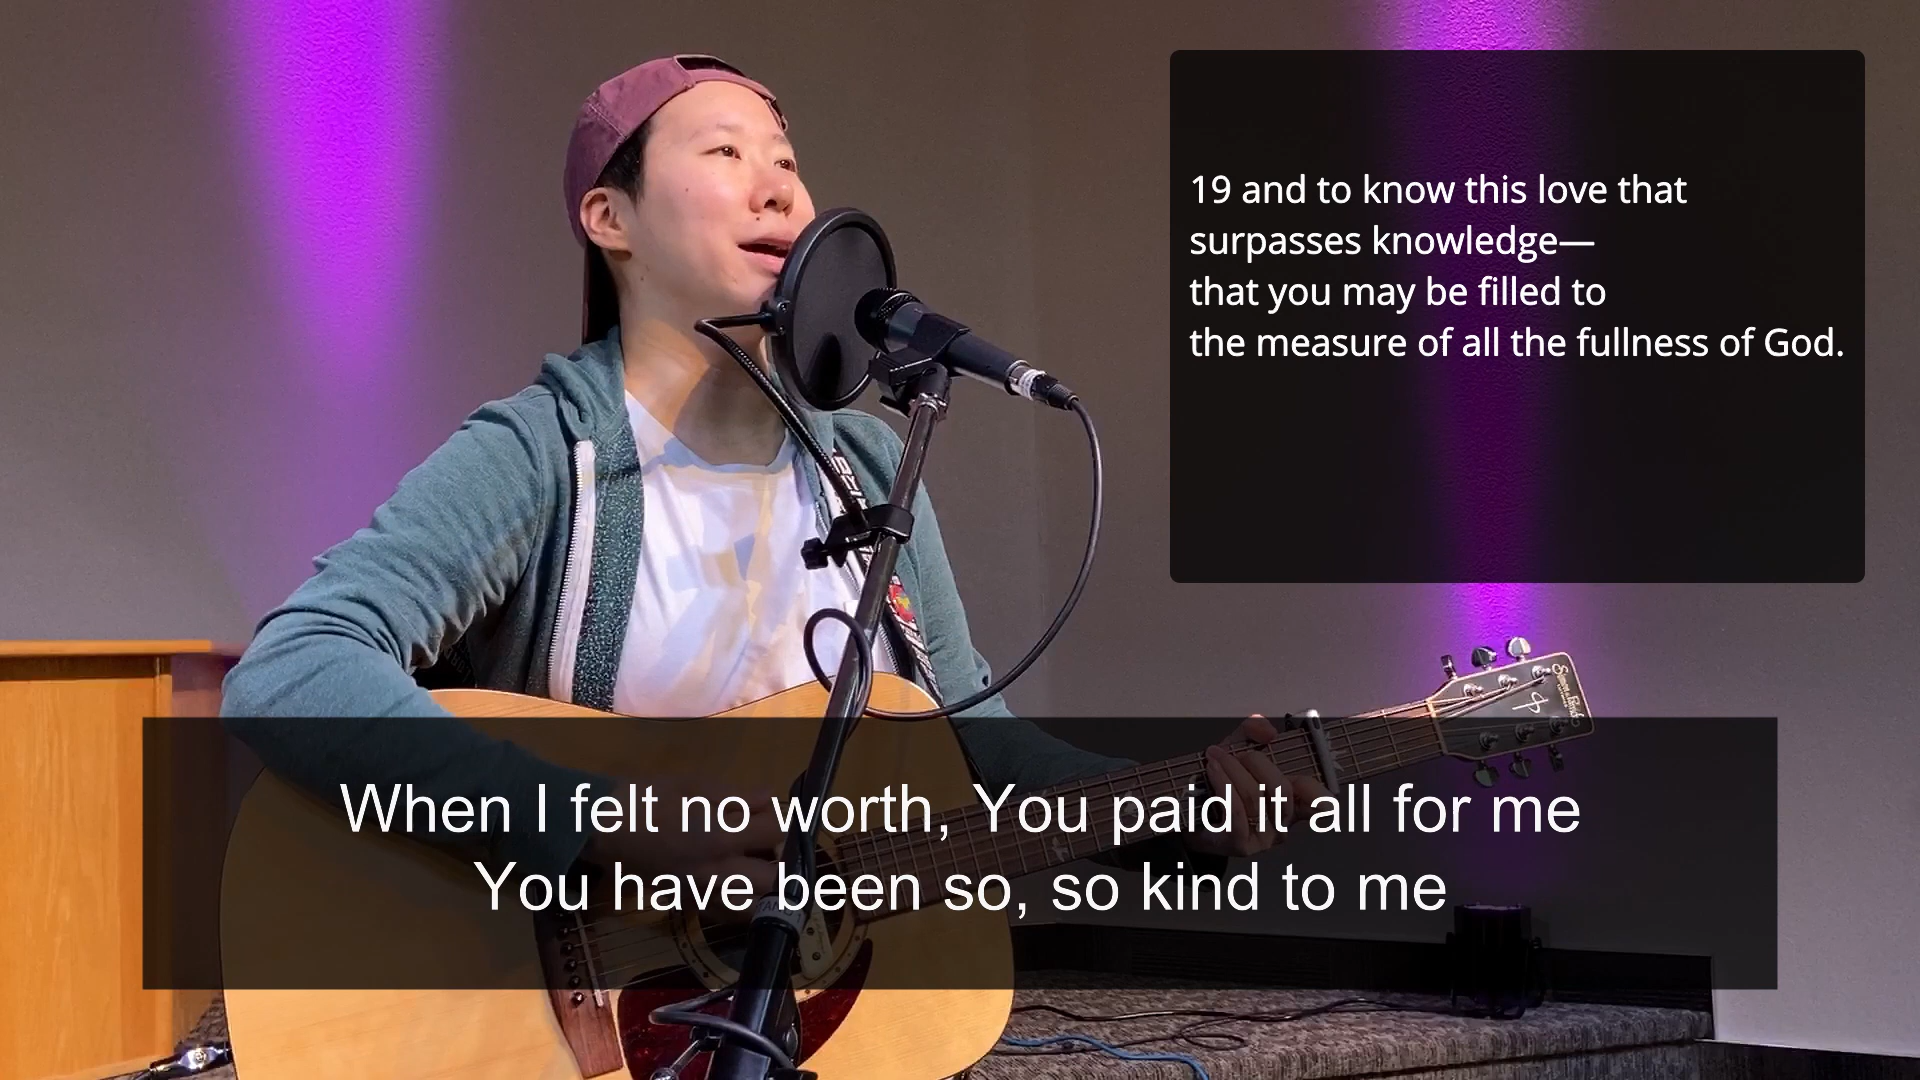 19 and to know this love that
surpasses knowledge—
that you may be filled to
the measure of all the fullness of God.
When I felt no worth, You paid it all for me
You have been so, so kind to me